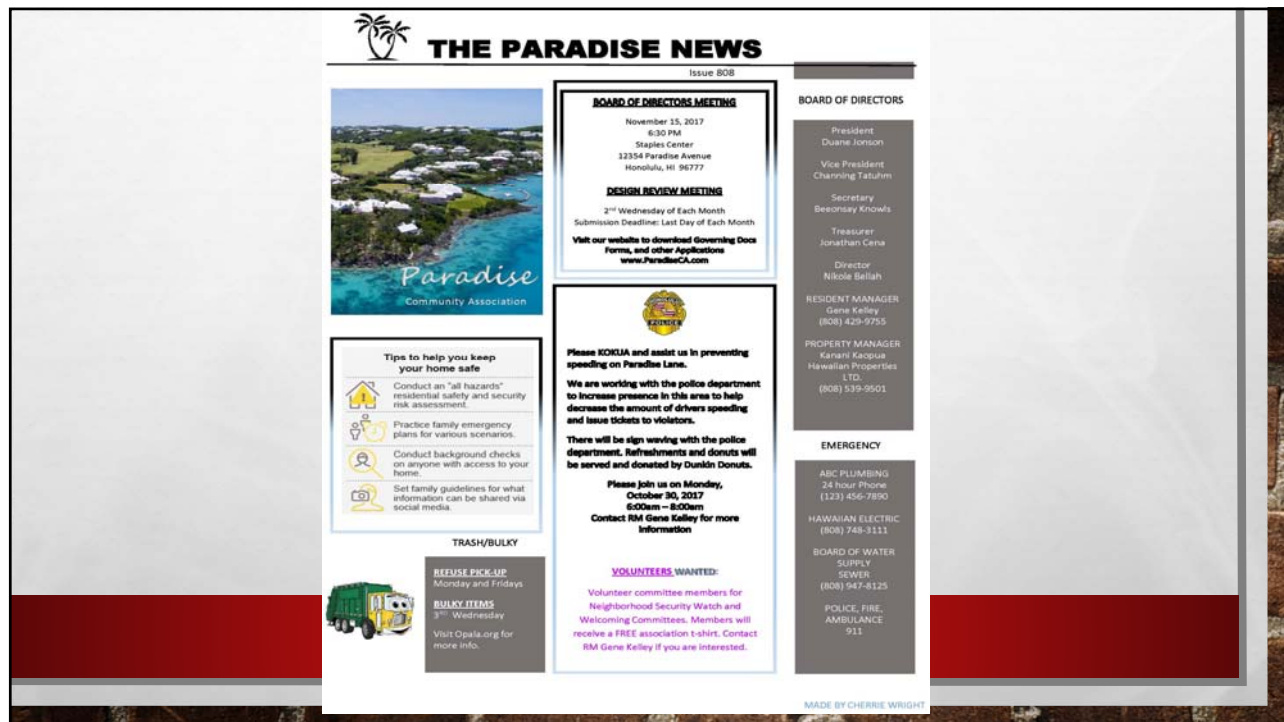 THE PARADISE NEWS
Issue 808
Paradise
Community Association
BOARD OF DIRECTORS MEETING
November 15, 2017
6:30 PM
Staples Center
12354 Paradise Avenue
Honolulu, HI 96777
DESIGN REVIEW MEETING
2nd Wednesday of Each Month
Submission Deadline: Last Day of Each Month
Visit our website to download Governing Docs
Forms, and other Applications
www.ParadiseCA.com
Tips to help you keep
your home safe
Conduct an "all hazards"
residential safety and security
risk assessment.
Practice family emergency
plans for various scenarios.
Conduct background checks
on anyone with access to your
home.
Set family guidelines for what
information can be shared via
social media.
TRASH/BULKY
REFUSE PICK-UP
Monday and Fridays
BULKY ITEMS
3RD Wednesday
Visit Opala.org for
more info.
POLICE
Please KOKUA and assist us in preventing
speeding on Paradise Lane.
We are working with the police department
to increase presence in this area to help
decrease the amount of drivers speeding
and issue tickets to violators.
There will be sign waving with the police
department. Refreshments and donuts will
be served and donated by Dunkin Donuts.
Please join us on Monday,
October 30, 2017
6:00am – 8:00am
Contact RM Gene Kelley for more
information
VOLUNTEERS WANTED:
Volunteer committee members for
Neighborhood Security Watch and
Welcoming Committees. Members will
receive a FREE association t-shirt. Contact
RM Gene Kelley if you are interested.
BOARD OF DIRECTORS
President
Duane Jonson
Vice President
Channing Tatuhm
Secretary
Beeonsay Knowls
Treasurer
Jonathan Cena
Director
Nikole Bellah
RESIDENT MANAGER
Gene Kelley
(808) 429-9755
PROPERTY MANAGER
Kanani Kaopua
Hawaiian Properties
LTD.
(808) 539-9501
EMERGENCY
ABC PLUMBING
24 hour Phone
(123) 456-7890
HAWAIIAN ELECTRIC
(808) 748-3111
BOARD OF WATER
SUPPLY
SEWER
(808) 947-8125
POLICE, FIRE,
AMBULANCE
911
MADE BY CHERRIE WRIGHT